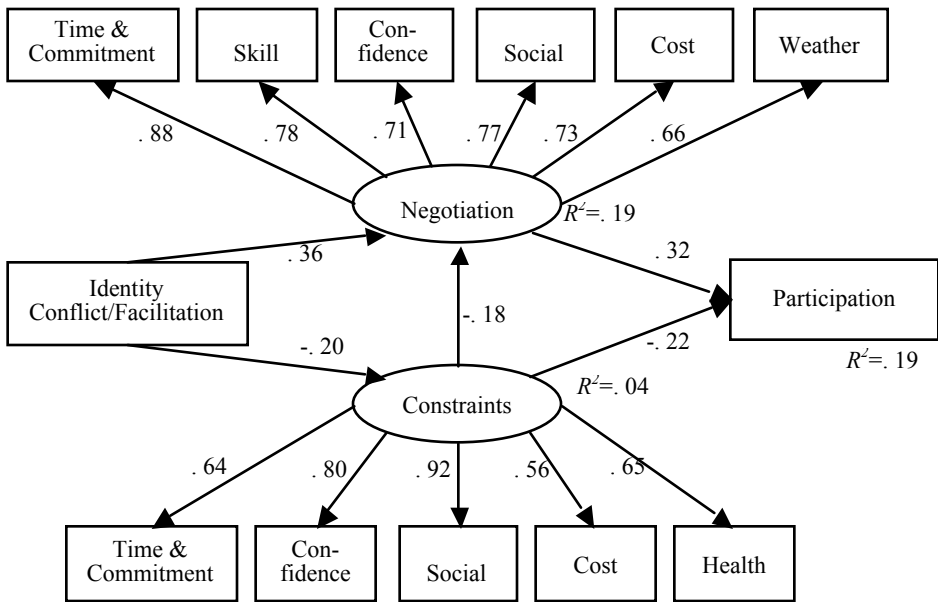 Time &
Commitment
Skill
Con-
fidence
Social
Cost
Weather
. 88
. 78
. 71
. 77
. 73
. 66
Negotiation
R²=. 19
. 36
. 32
Identity
Conflict/Facilitation
Participation
-. 18
-. 20
-. 22
R²=. 19
R²=. 04
Constraints
. 64
. 80
. 92
. 56
. 65
Time &
Commitment
Con-
fidence
Social
Cost
Health